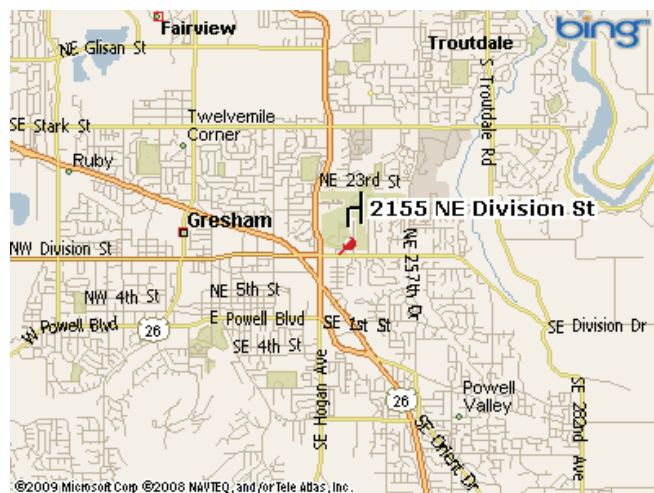 Fairview
bing™
NE Glisan St
Troutdale
S Troutdale Rd
Twelvemile
Corner
SE Stark St
Ruby
NE 23rd St
2155 NE Division St
Gresham
NW Division St
NE 257th Dr
NE 5th St
NW 4th St
E Powell Blvd
SE 1st St
W Powell Blvd
26
SE Division Dr
SE 4th St
SE Hogan Ave
Powell
Valley
26
SE 282nd Ave
SE Orient Dr
©2009 Microsoft Corp ©2008 NAVTEQ, and/or Tele Atlas, Inc.